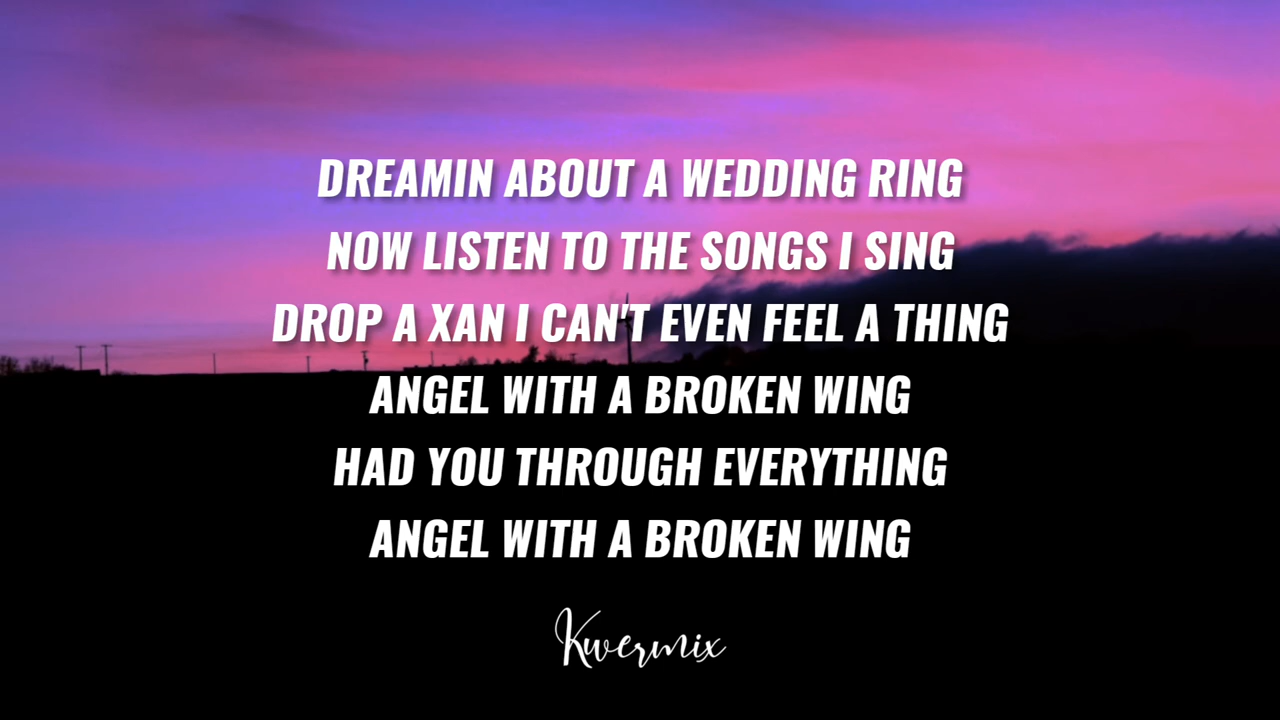 DREAMIN ABOUT A WEDDING RING
NOW LISTEN TO THE SONGS I SING
DROP A XAN I CAN'T EVEN FEEL A THING
ANGEL WITH A BROKEN WING
HAD YOU THROUGH EVERYTHING
ANGEL WITH A BROKEN WING
Kwermix